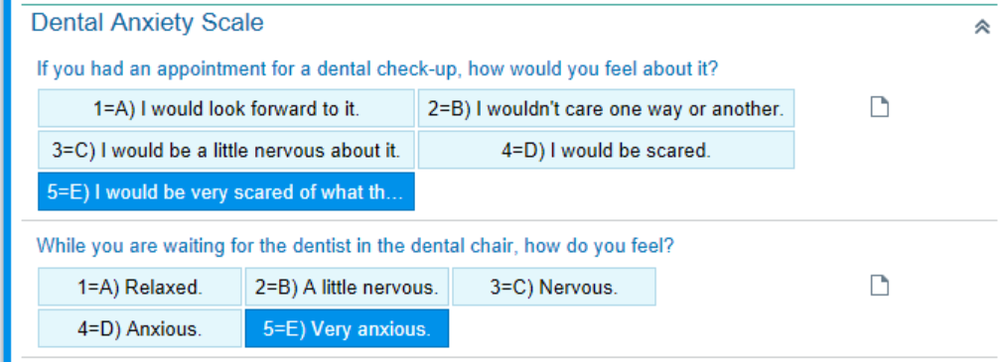 Dental Anxiety Scale
If you had an appointment for a dental check-up, how would you feel about it?
1=A) I would look forward to it. 2=B) I wouldn't care one way or another.
3=C) I would be a little nervous about it. 4=D) I would be scared.
5=E) I would be very scared of what th...
While you are waiting for the dentist in the dental chair, how do you feel?
1=A) Relaxed. 2=B) A little nervous. 3=C) Nervous.
4=D) Anxious. 5=E) Very anxious.